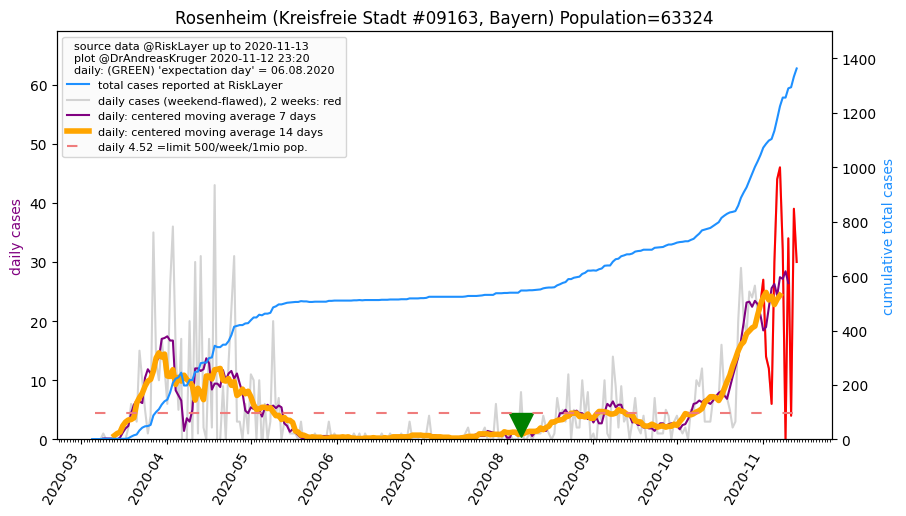 Rosenheim (Kreisfreie Stadt #09163, Bayern) Population=63324
source data @RiskLayer up to 2020-11-13
plot @DrAndreasKruger 2020-11-12 23:20
daily: (GREEN) 'expectation day' = 06.08.2020
total cases reported at RiskLayer
daily cases (weekend-flawed), 2 weeks: red
daily: centered moving average 7 days
daily: centered moving average 14 days
daily 4.52 =limit 500/week/1mio pop.
daily cases
60
50
40
30
20
10
0
cumulative total cases
1400
1200
1000
800
600
400
200
0
2020-03
2020-04
2020-05
2020-06
2020-07
2020-08
2020-09
2020-10
2020-11